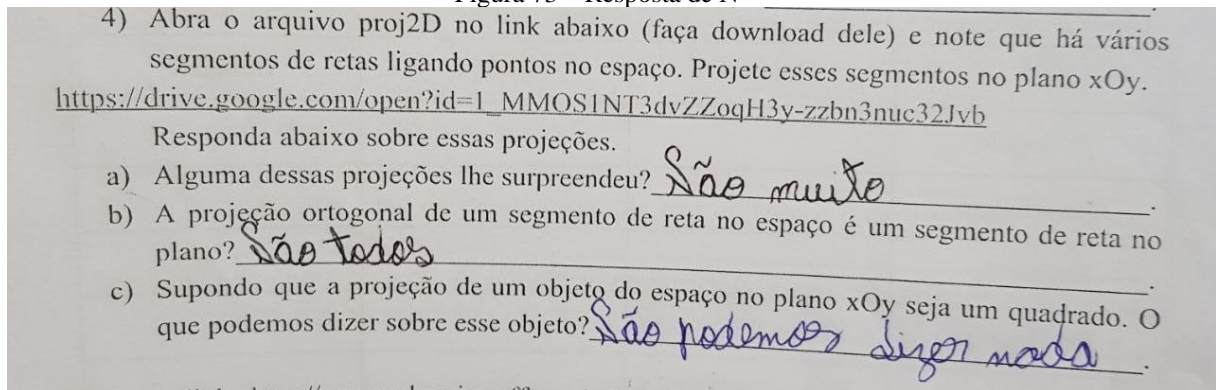 4) Abra o arquivo proj2D no link abaixo (faça download dele) e note que há vários
segmentos de retas ligando pontos no espaço. Projete esses segmentos no plano xOy.
https://drive.google.com/open?id=1_MMOS1NT3dvZZoqH3y-zzbn3nuc32Jvb
Responda abaixo sobre essas projeções.
a) Alguma dessas projeções lhe surpreendeu? Não muito.
b) A projeção ortogonal de um segmento de reta no espaço é um segmento de reta no
plano? Não todos.
c) Supondo que a projeção de um objeto do espaço no plano xOy seja um quadrado. O
que podemos dizer sobre esse objeto? Não podemos dizer nada.